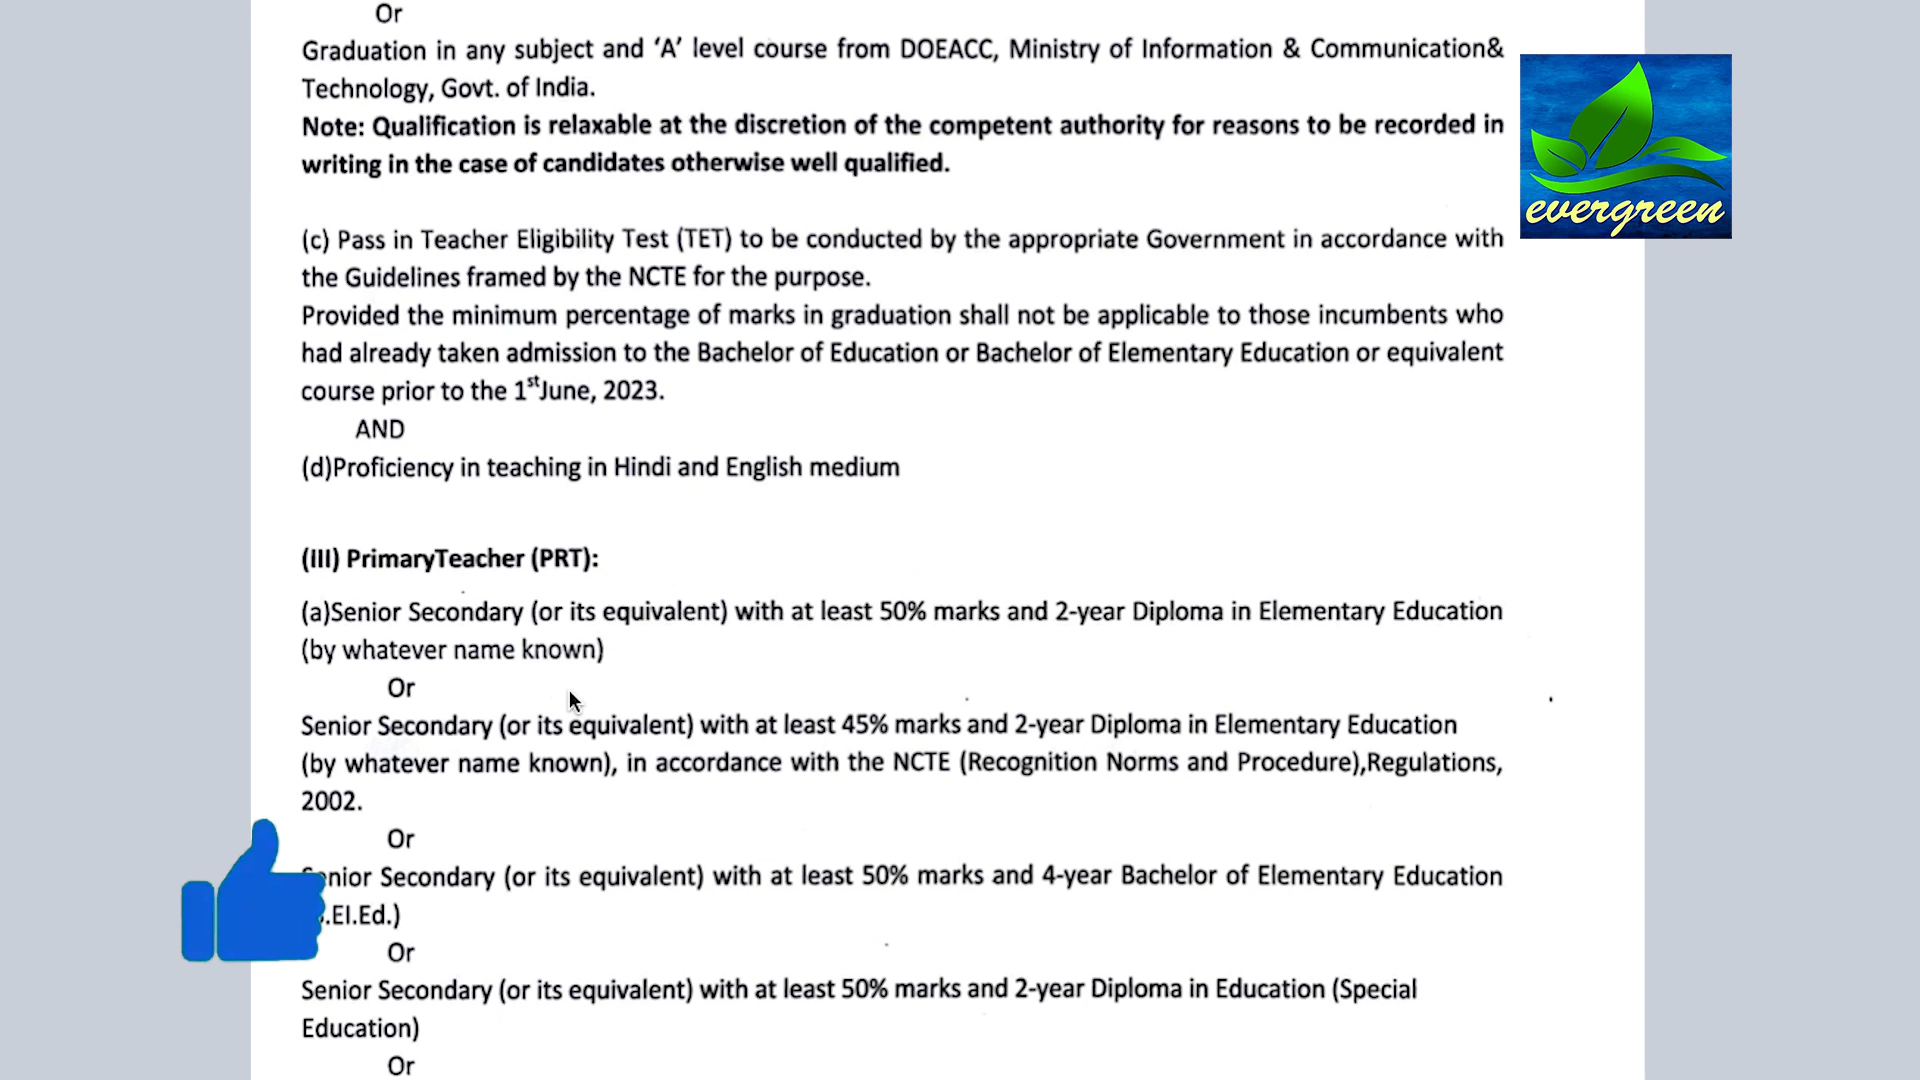 Or
Graduation in any subject and ‘A’ level course from DOEACC, Ministry of Information & Communication&
Technology, Govt. of India.
Note: Qualification is relaxable at the discretion of the competent authority for reasons to be recorded in
writing in the case of candidates otherwise well qualified.
evergreen
(c) Pass in Teacher Eligibility Test (TET) to be conducted by the appropriate Government in accordance with
the Guidelines framed by the NCTE for the purpose.
Provided the minimum percentage of marks in graduation shall not be applicable to those incumbents who
had already taken admission to the Bachelor of Education or Bachelor of Elementary Education or equivalent
course prior to the 1st June, 2023.
AND
(d)Proficiency in teaching in Hindi and English medium
(III) PrimaryTeacher (PRT):
(a)Senior Secondary (or its equivalent) with at least 50% marks and 2-year Diploma in Elementary Education
(by whatever name known)
Or
Senior Secondary (or its equivalent) with at least 45% marks and 2-year Diploma in Elementary Education
(by whatever name known), in accordance with the NCTE (Recognition Norms and Procedure),Regulations,
2002.
Or
Senior Secondary (or its equivalent) with at least 50% marks and 4-year Bachelor of Elementary Education
.El.Ed.)
Or
Senior Secondary (or its equivalent) with at least 50% marks and 2-year Diploma in Education (Special
Education)
Or